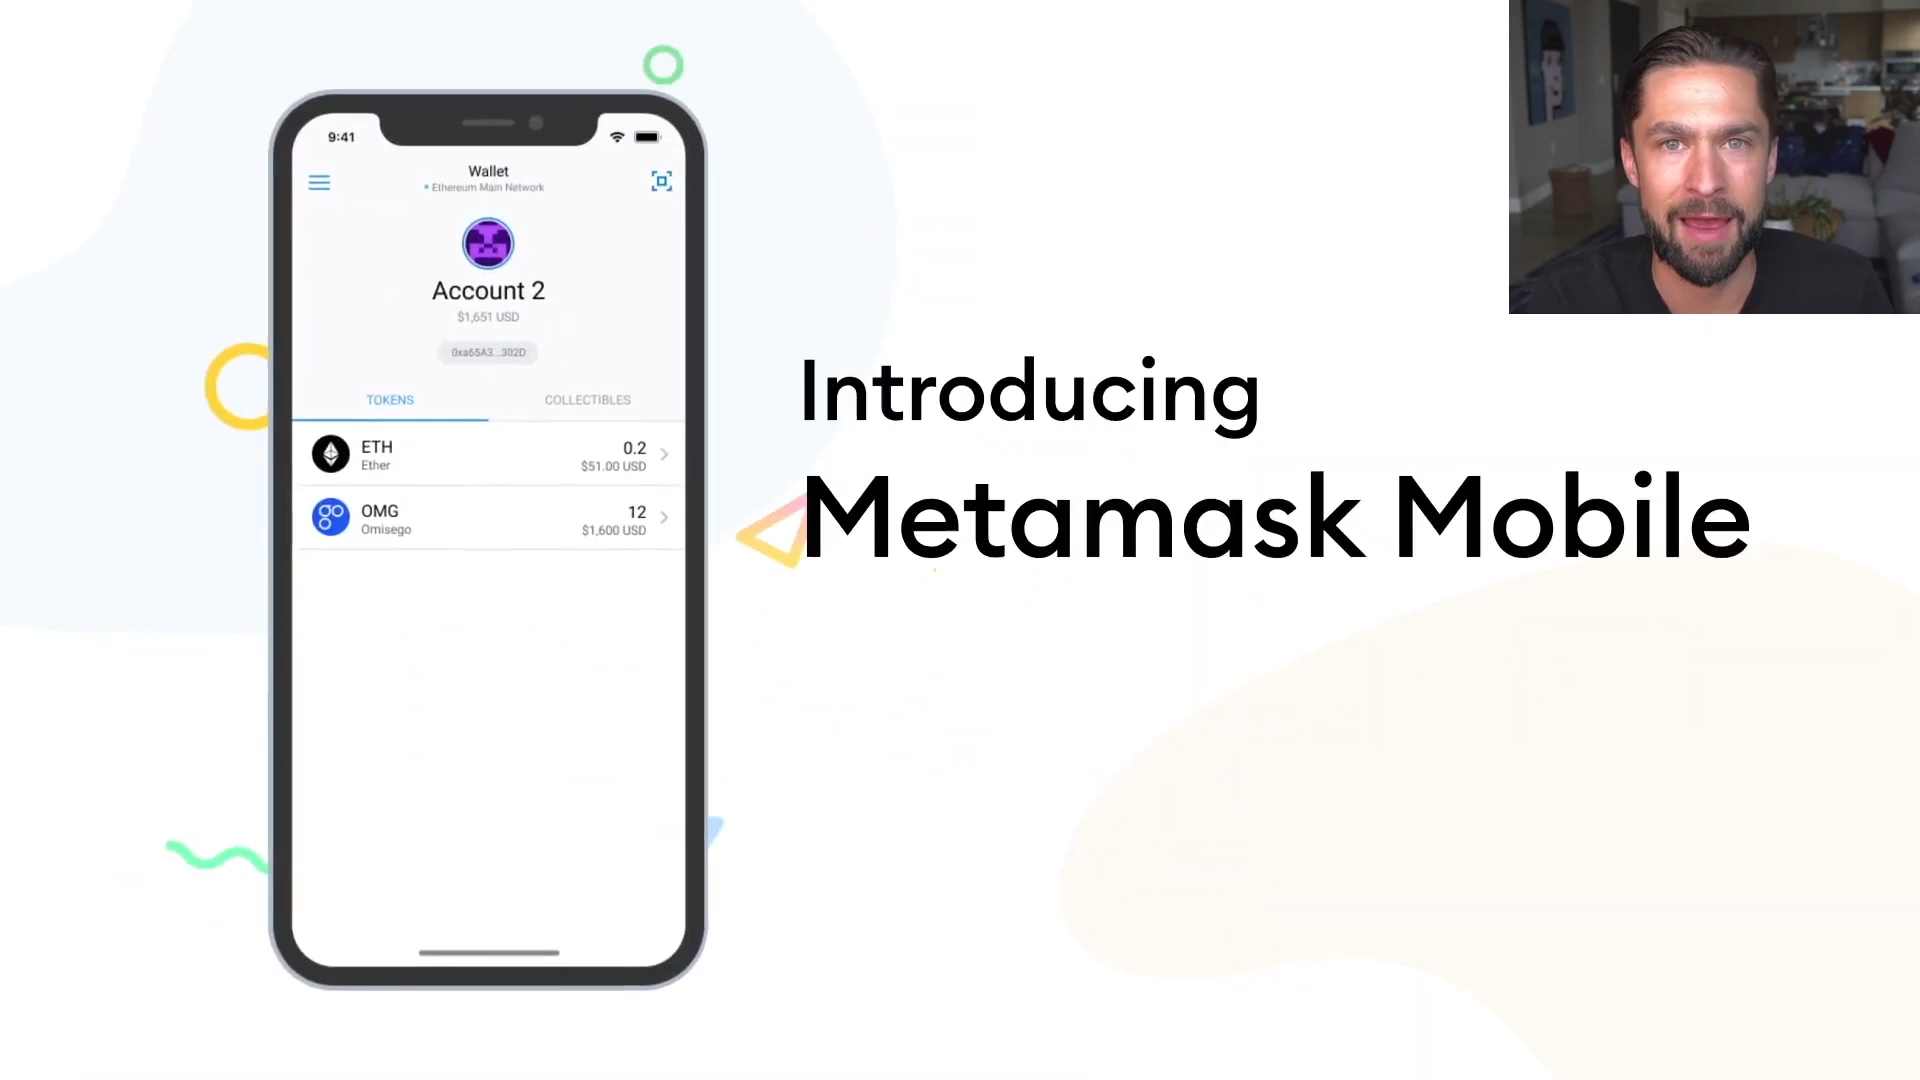 9:41
Wallet
Ethereum Main Network
Account 2
$1,651 USD
0xa65A3...302D
TOKENS COLLECTIBLES
ETH 0.2
Ether $51.00 USD
OMG 12
Omisego $1,600 USD
Introducing
Metamask Mobile